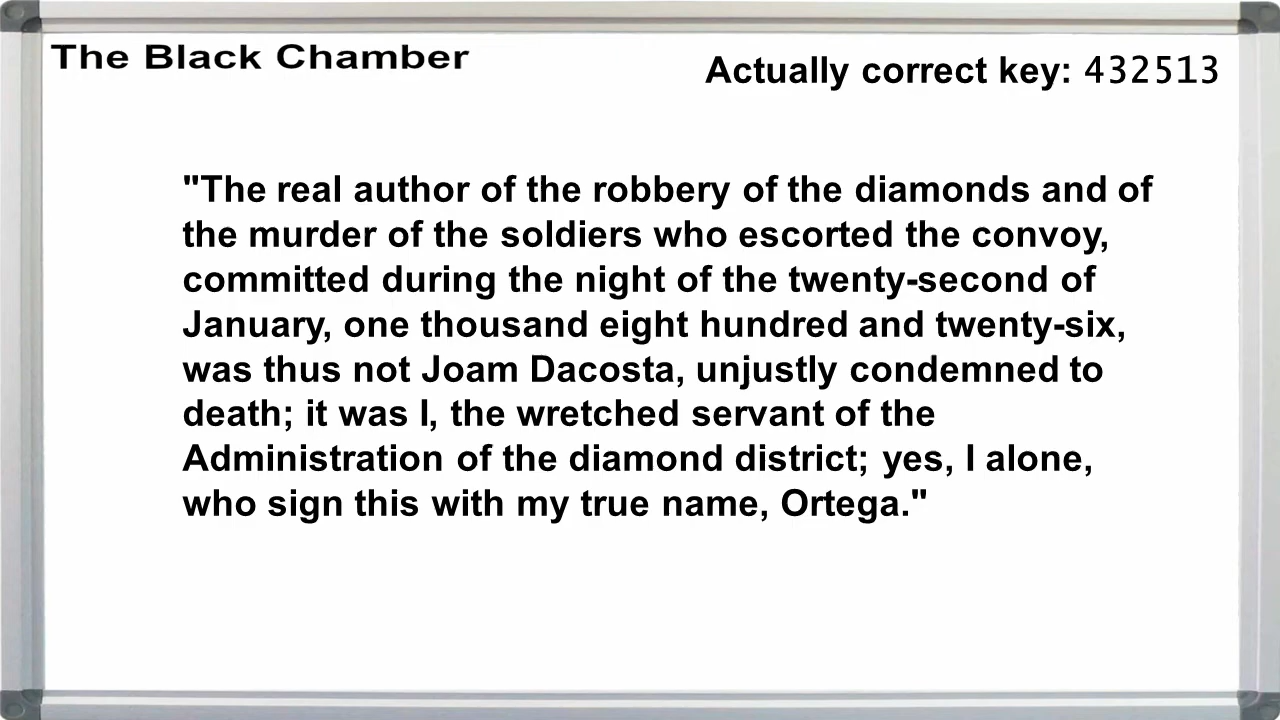 The Black Chamber
Actually correct key: 432513
"The real author of the robbery of the diamonds and of
the murder of the soldiers who escorted the convoy,
committed during the night of the twenty-second of
January, one thousand eight hundred and twenty-six,
was thus not Joam Dacosta, unjustly condemned to
death; it was I, the wretched servant of the
Administration of the diamond district; yes, I alone,
who sign this with my true name, Ortega."